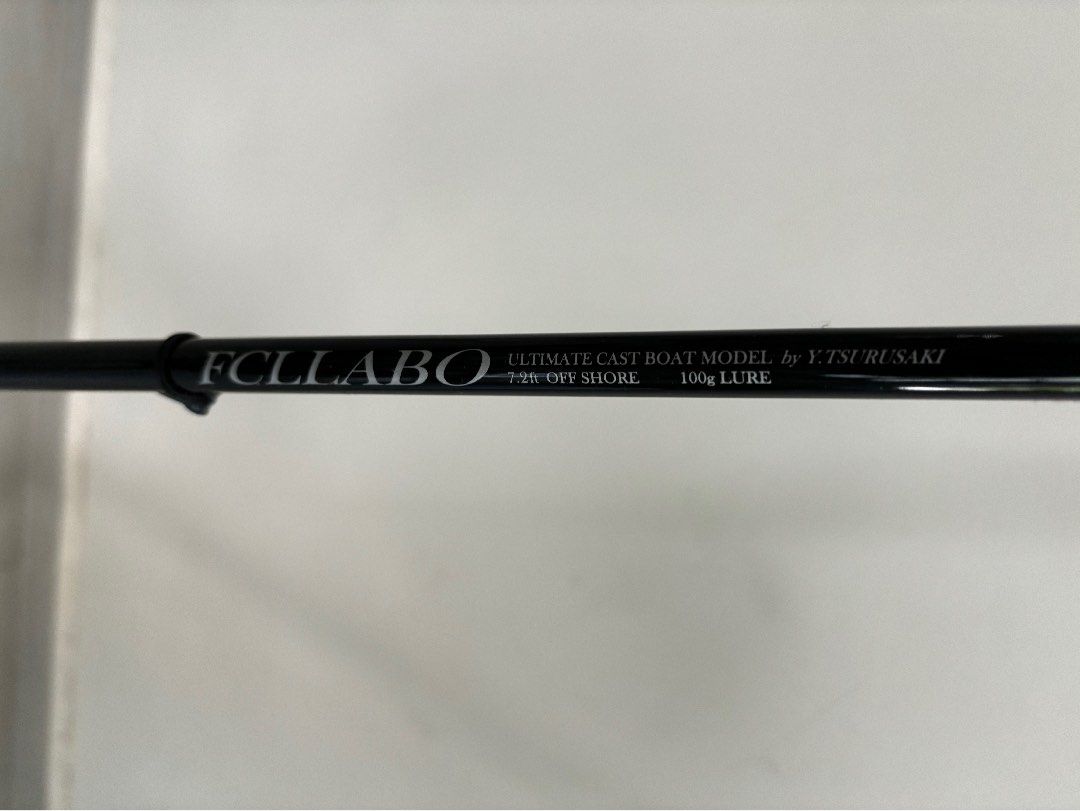 FCLLABO ULTIMATE CAST BOAT MODEL by Y.TSURUSAKI
7.2ft OFF SHORE 100g LURE